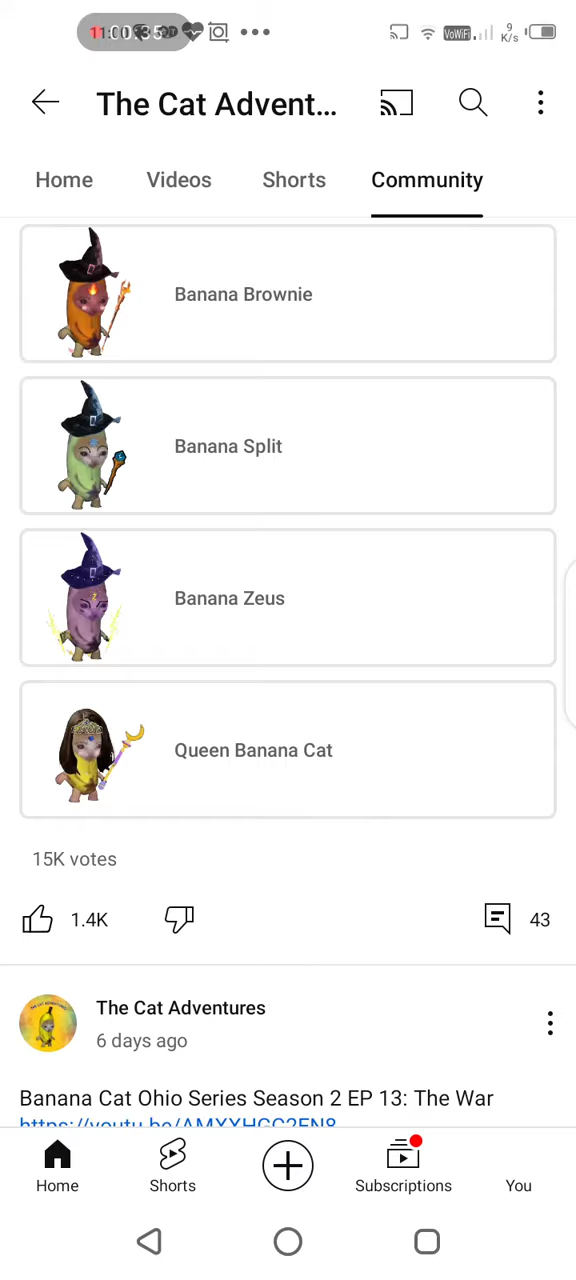 VoWiFi
9
K/s
The Cat Advent...
Home
Videos
Shorts
Community
Banana Brownie
Banana Split
Banana Zeus
Queen Banana Cat
15K votes
1.4K
43
The Cat Adventures
6 days ago
Banana Cat Ohio Series Season 2 EP 13: The War
Home
Shorts
Subscriptions
You